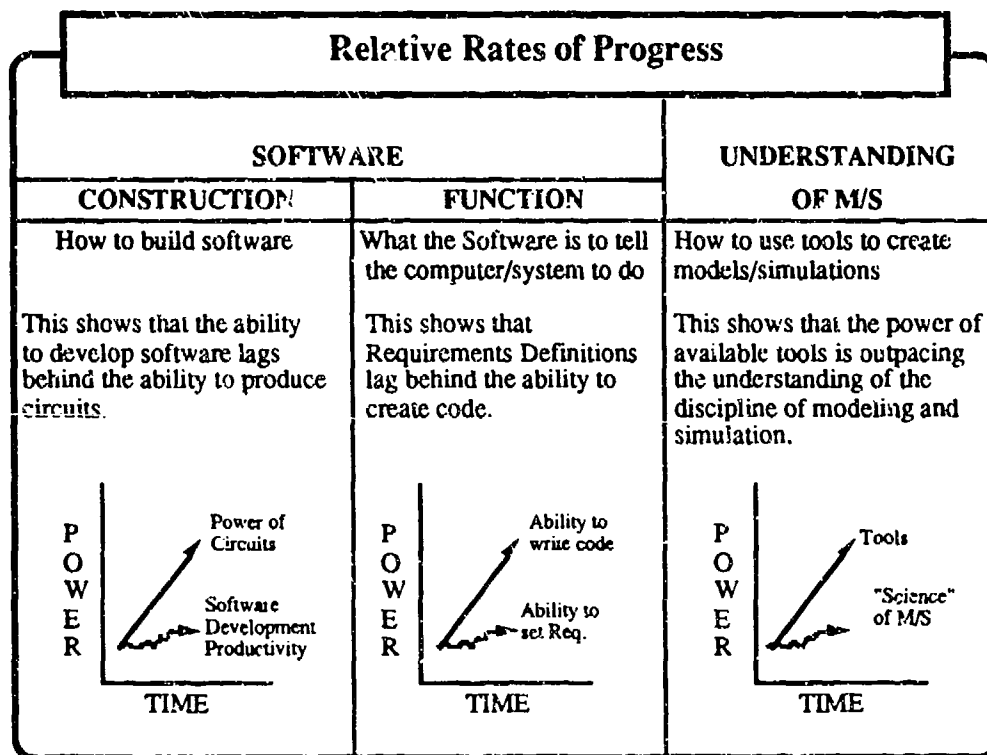 Relative Rates of Progress
SOFTWARE
CONSTRUCTION
How to build software
This shows that the ability
to develop software lags
behind the ability to produce
circuits.
POWER
Power of
Circuits
Software
Development
Productivity
TIME
FUNCTION
What the Software is to tell
the computer/system to do
This shows that
Requirements Definitions
lag behind the ability to
create code.
POWER
Ability to
write code
Ability to
set Req.
TIME
UNDERSTANDING
OF M/S
How to use tools to create
models/simulations
This shows that the power of
available tools is outpacing
the understanding of the
discipline of modeling and
simulation.
POWER
Tools
"Science"
of M/S
TIME